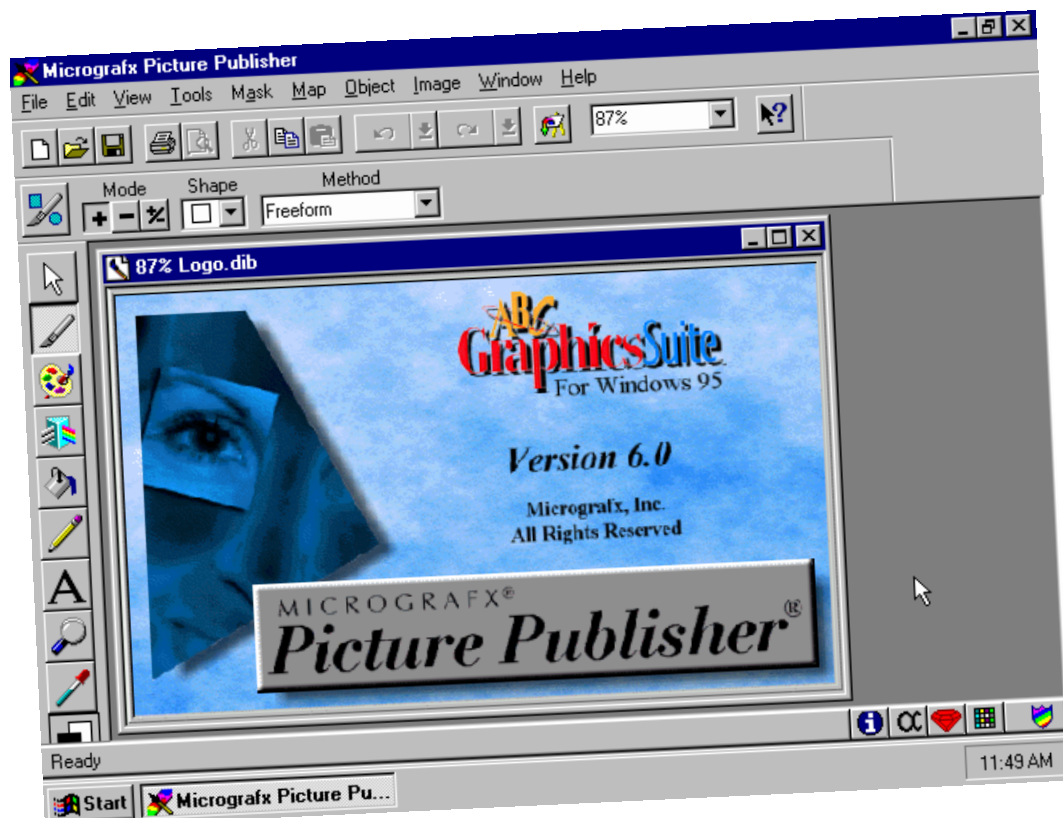 Micrografx Picture Publisher
File Edit View Tools Mask Map Object Image Window Help
87%
Mode Shape Method
Freeform
87% Logo.dib
ABC
GraphicsSuite
For Windows 95
Version 6.0
Micrografx, Inc.
All Rights Reserved
MICROGRAFX®
Picture Publisher®
Ready
Start Micrografx Picture Pu... 11:49 AM